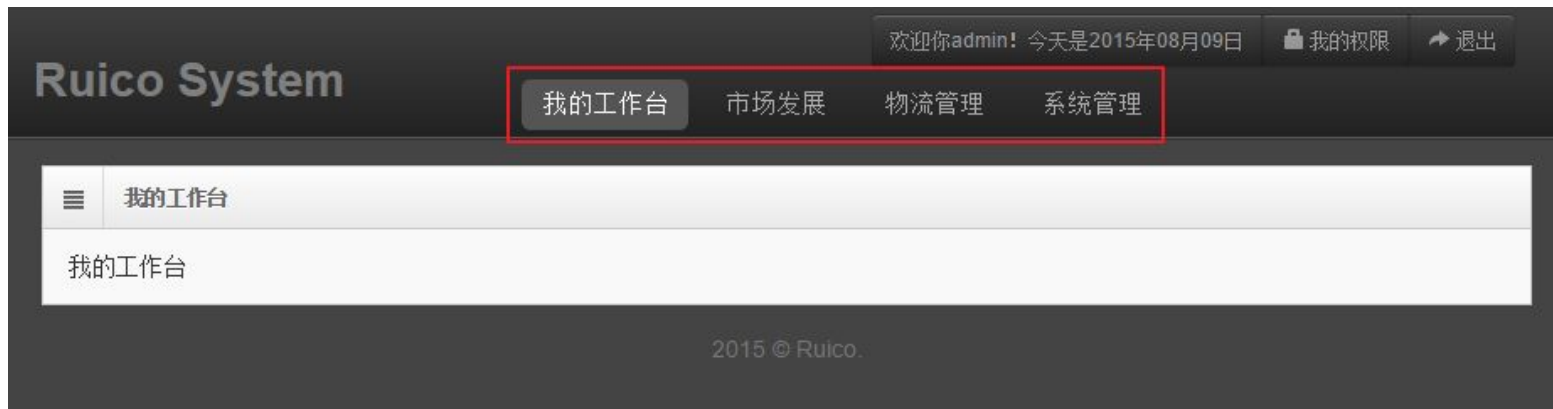 欢迎你admin! 今天是2015年08月09日 我的权限 退出
Ruico System
我的工作台 市场发展 物流管理 系统管理
我的工作台
我的工作台
2015 © Ruico.